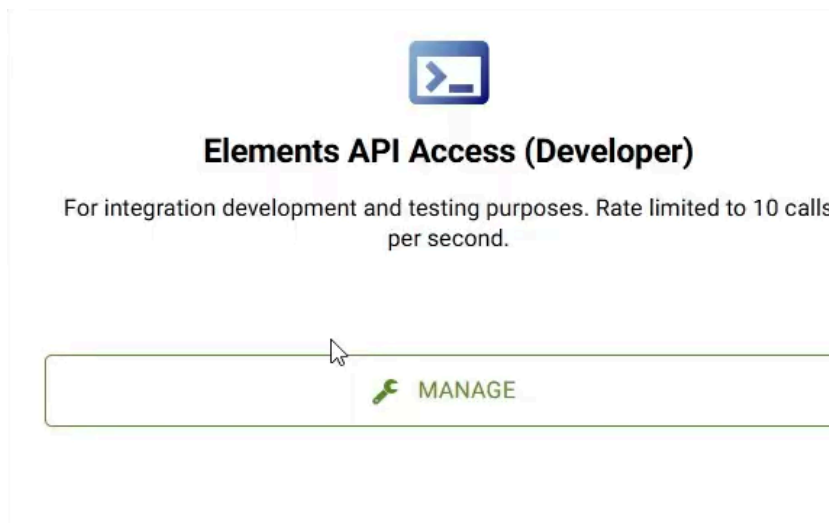 Elements API Access (Developer)
For integration development and testing purposes. Rate limited to 10 calls
per second.
MANAGE